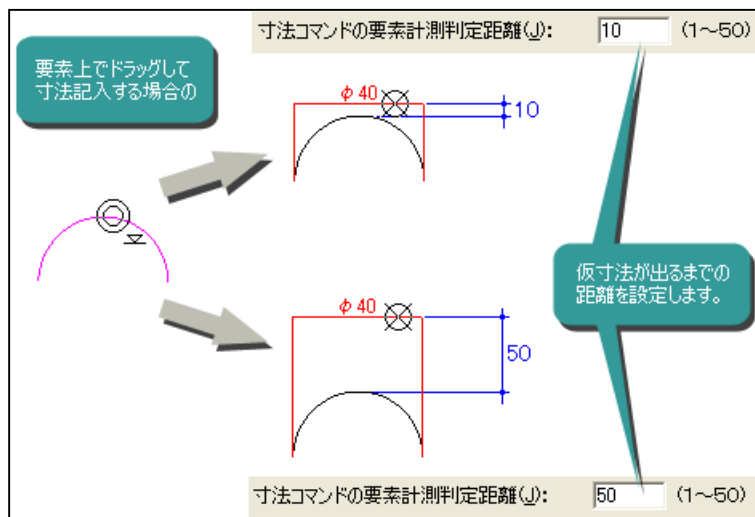 寸法コマンドの要素計測判定距離(J): 10 (1～50)
要素上でドラッグして
寸法記入する場合の
φ40
10
仮寸法が出るまでの
距離を設定します。
φ40
50
寸法コマンドの要素計測判定距離(J): 50 (1～50)